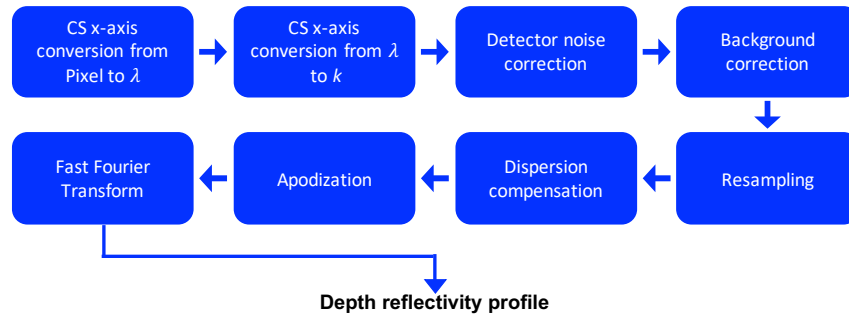 CS x-axis
conversion from
Pixel to λ
CS x-axis
conversion from λ
to k
Detector noise
correction
Background
correction
Resampling
Dispersion
compensation
Apodization
Fast Fourier
Transform
Depth reflectivity profile